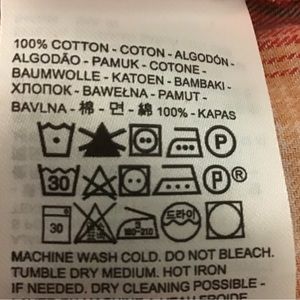 100% COTTON - COTON - ALGODÓN -
ALGODÃO - PAMUK - COTONE -
BAUMWOLLE - KATOEN - BAMBAKI -
ХЛОПОК - BAWEŁNA - PAMUT -
BAVLNA - 棉 - 면 - 綿 100% - KAPAS
P
30 P®
30 180-210 드라이
MACHINE WASH COLD. DO NOT BLEACH.
TUMBLE DRY MEDIUM. HOT IRON
IF NEEDED. DRY CLEANING POSSIBLE -